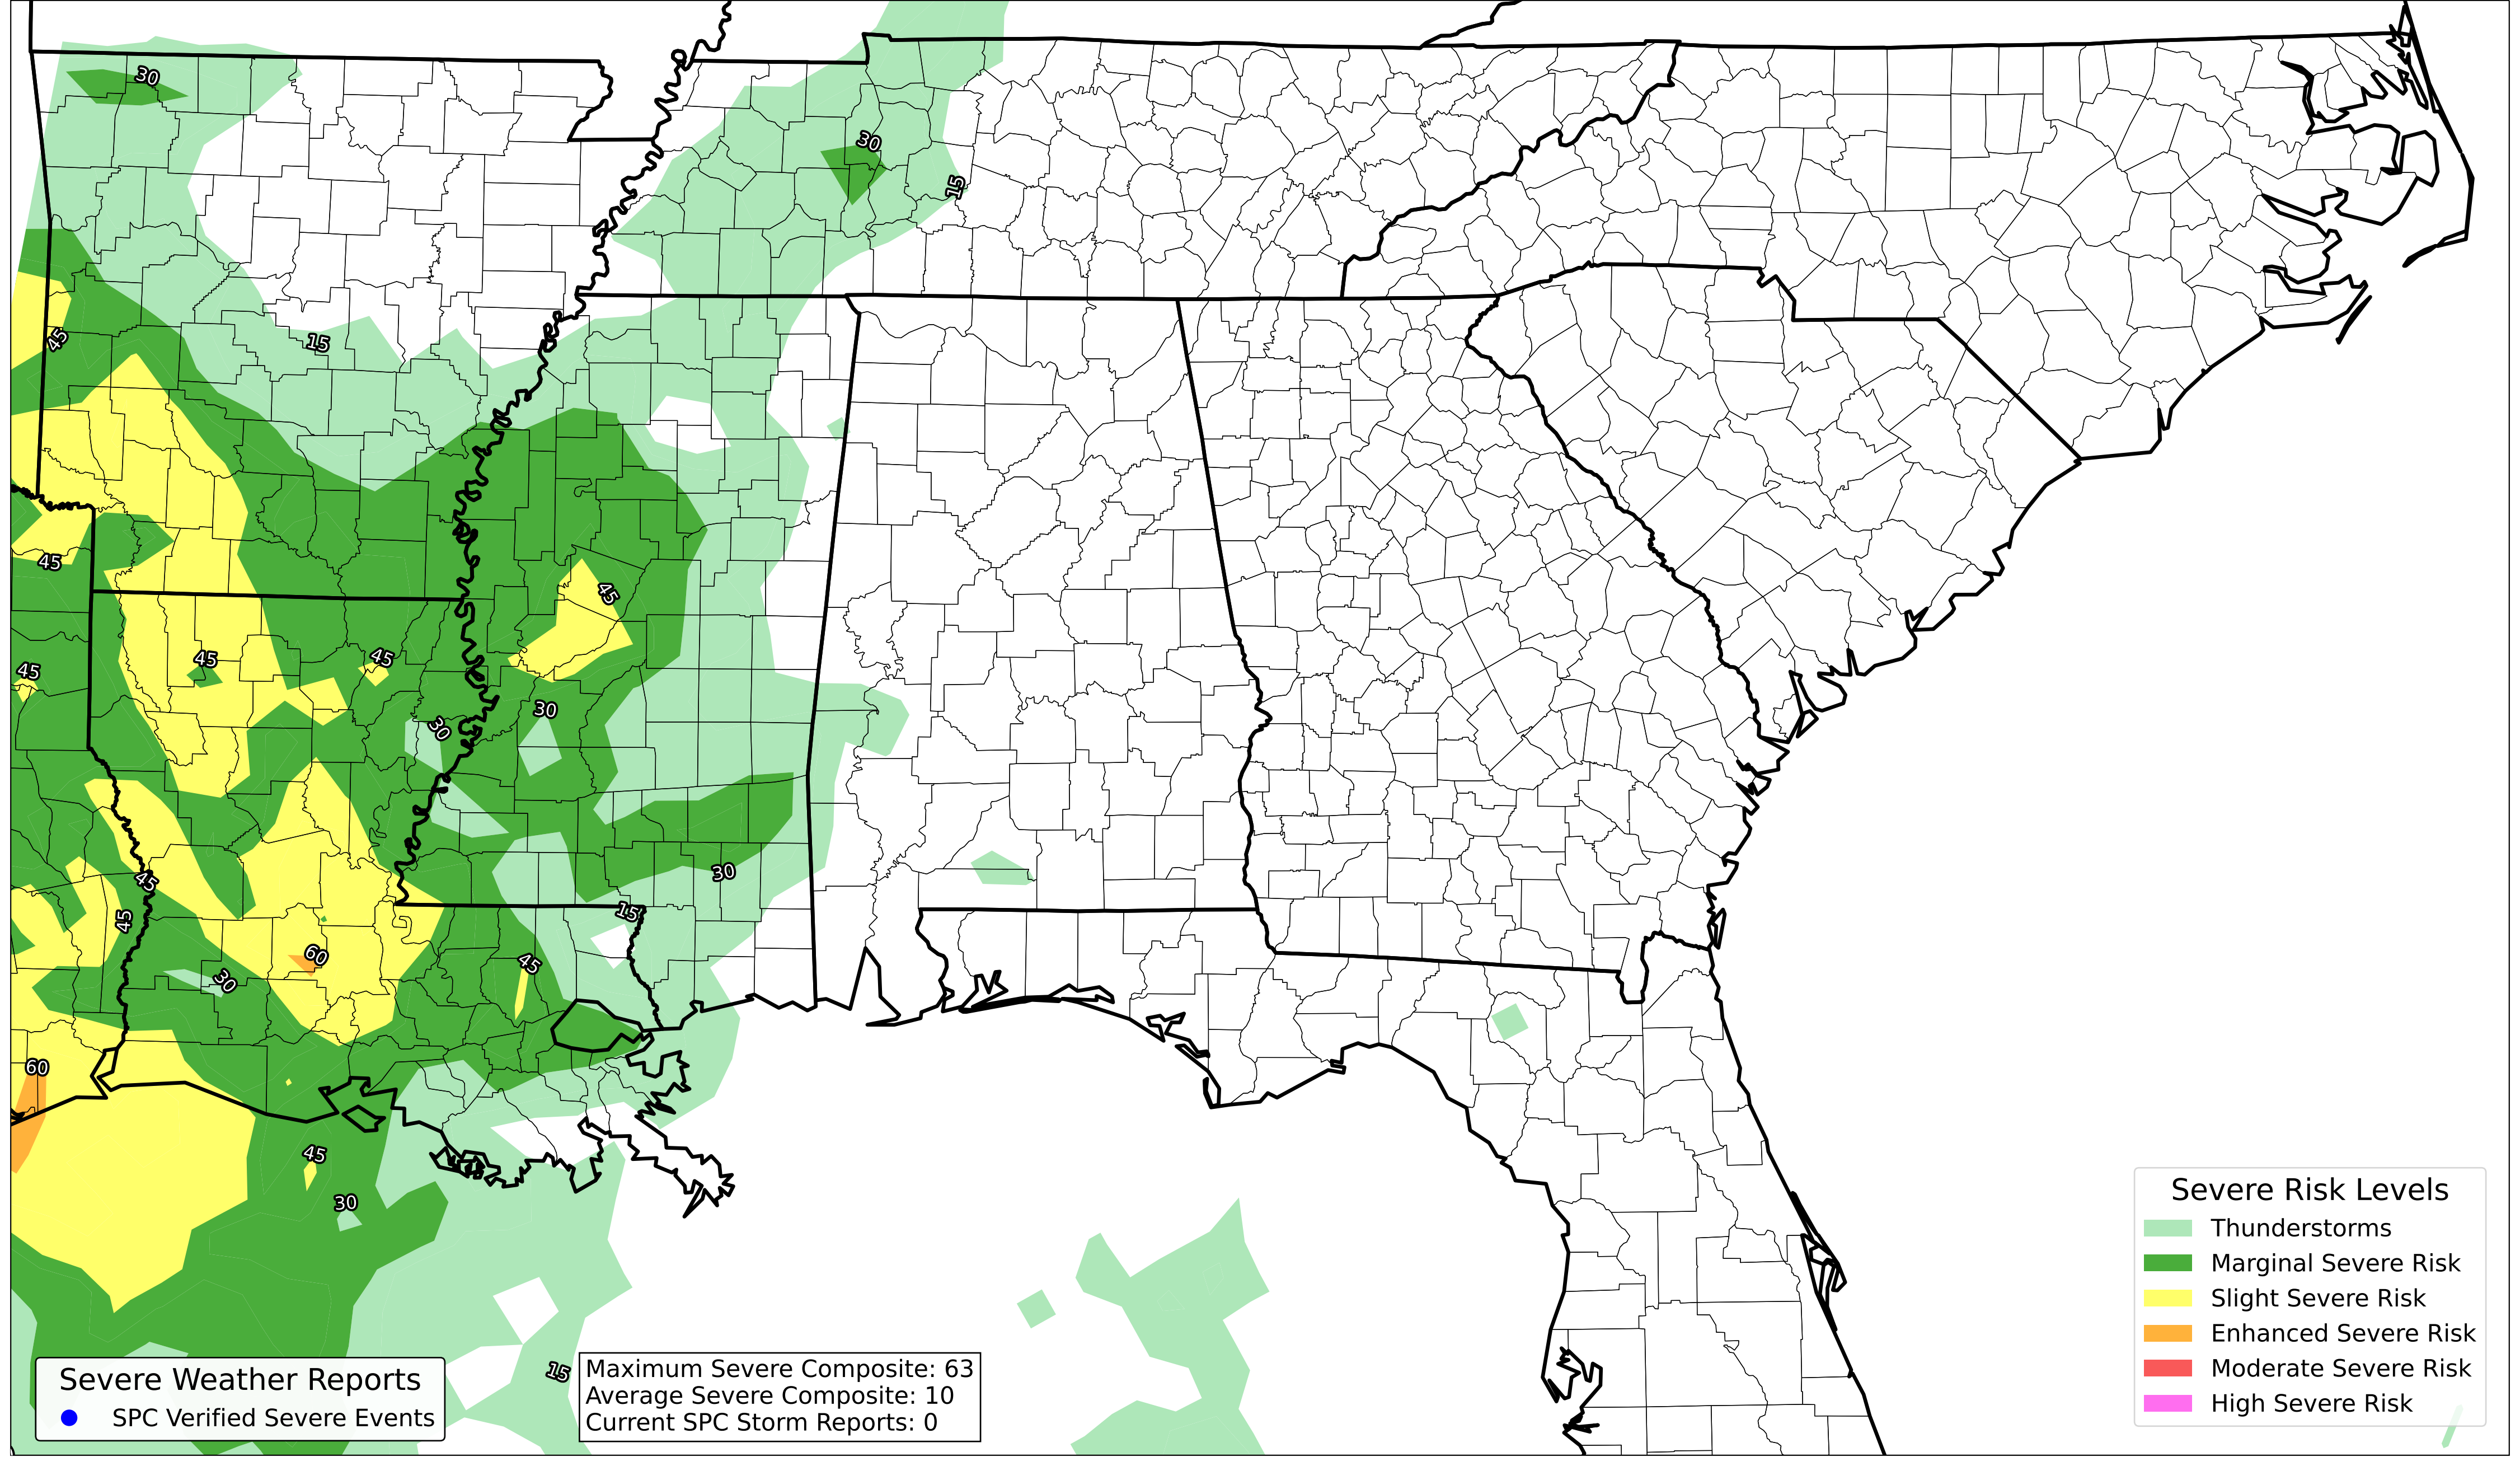 30
30
15
45
15
45
45
45
45
45
30
30
45
30
15
45
45
60
30
60
45
30
15
Severe Weather Reports
SPC Verified Severe Events
Maximum Severe Composite: 63
Average Severe Composite: 10
Current SPC Storm Reports: 0
Severe Risk Levels
Thunderstorms
Marginal Severe Risk
Slight Severe Risk
Enhanced Severe Risk
Moderate Severe Risk
High Severe Risk